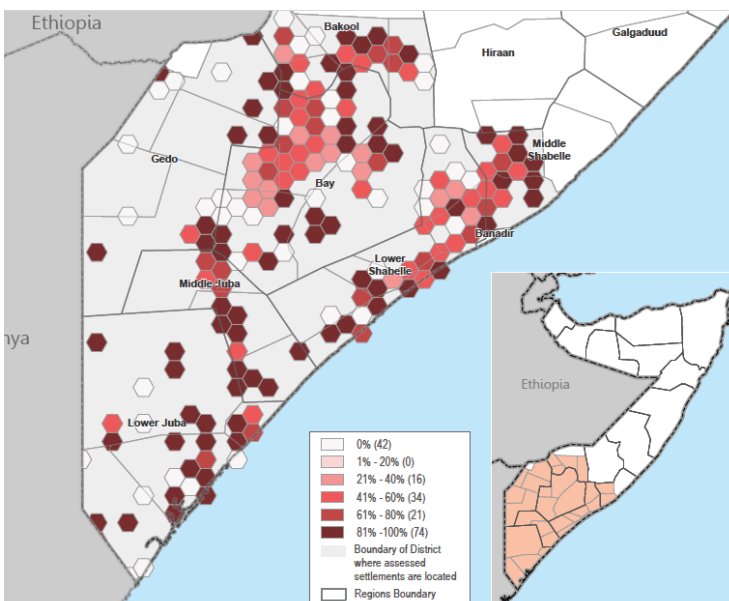 Ethiopia
Bakool
Hiraan
Galgaduud
Gedo
Middle
Shabelle
Bay
Banadir
Lower
Shabelle
Middle Juba
nya
Ethiopia
Lower Juba
0% (42)
1% - 20% (0)
21% - 40% (16)
41% - 60% (34)
61% - 80% (21)
81% -100% (74)
Boundary of District
where assessed
settlements are located
Regions Boundary